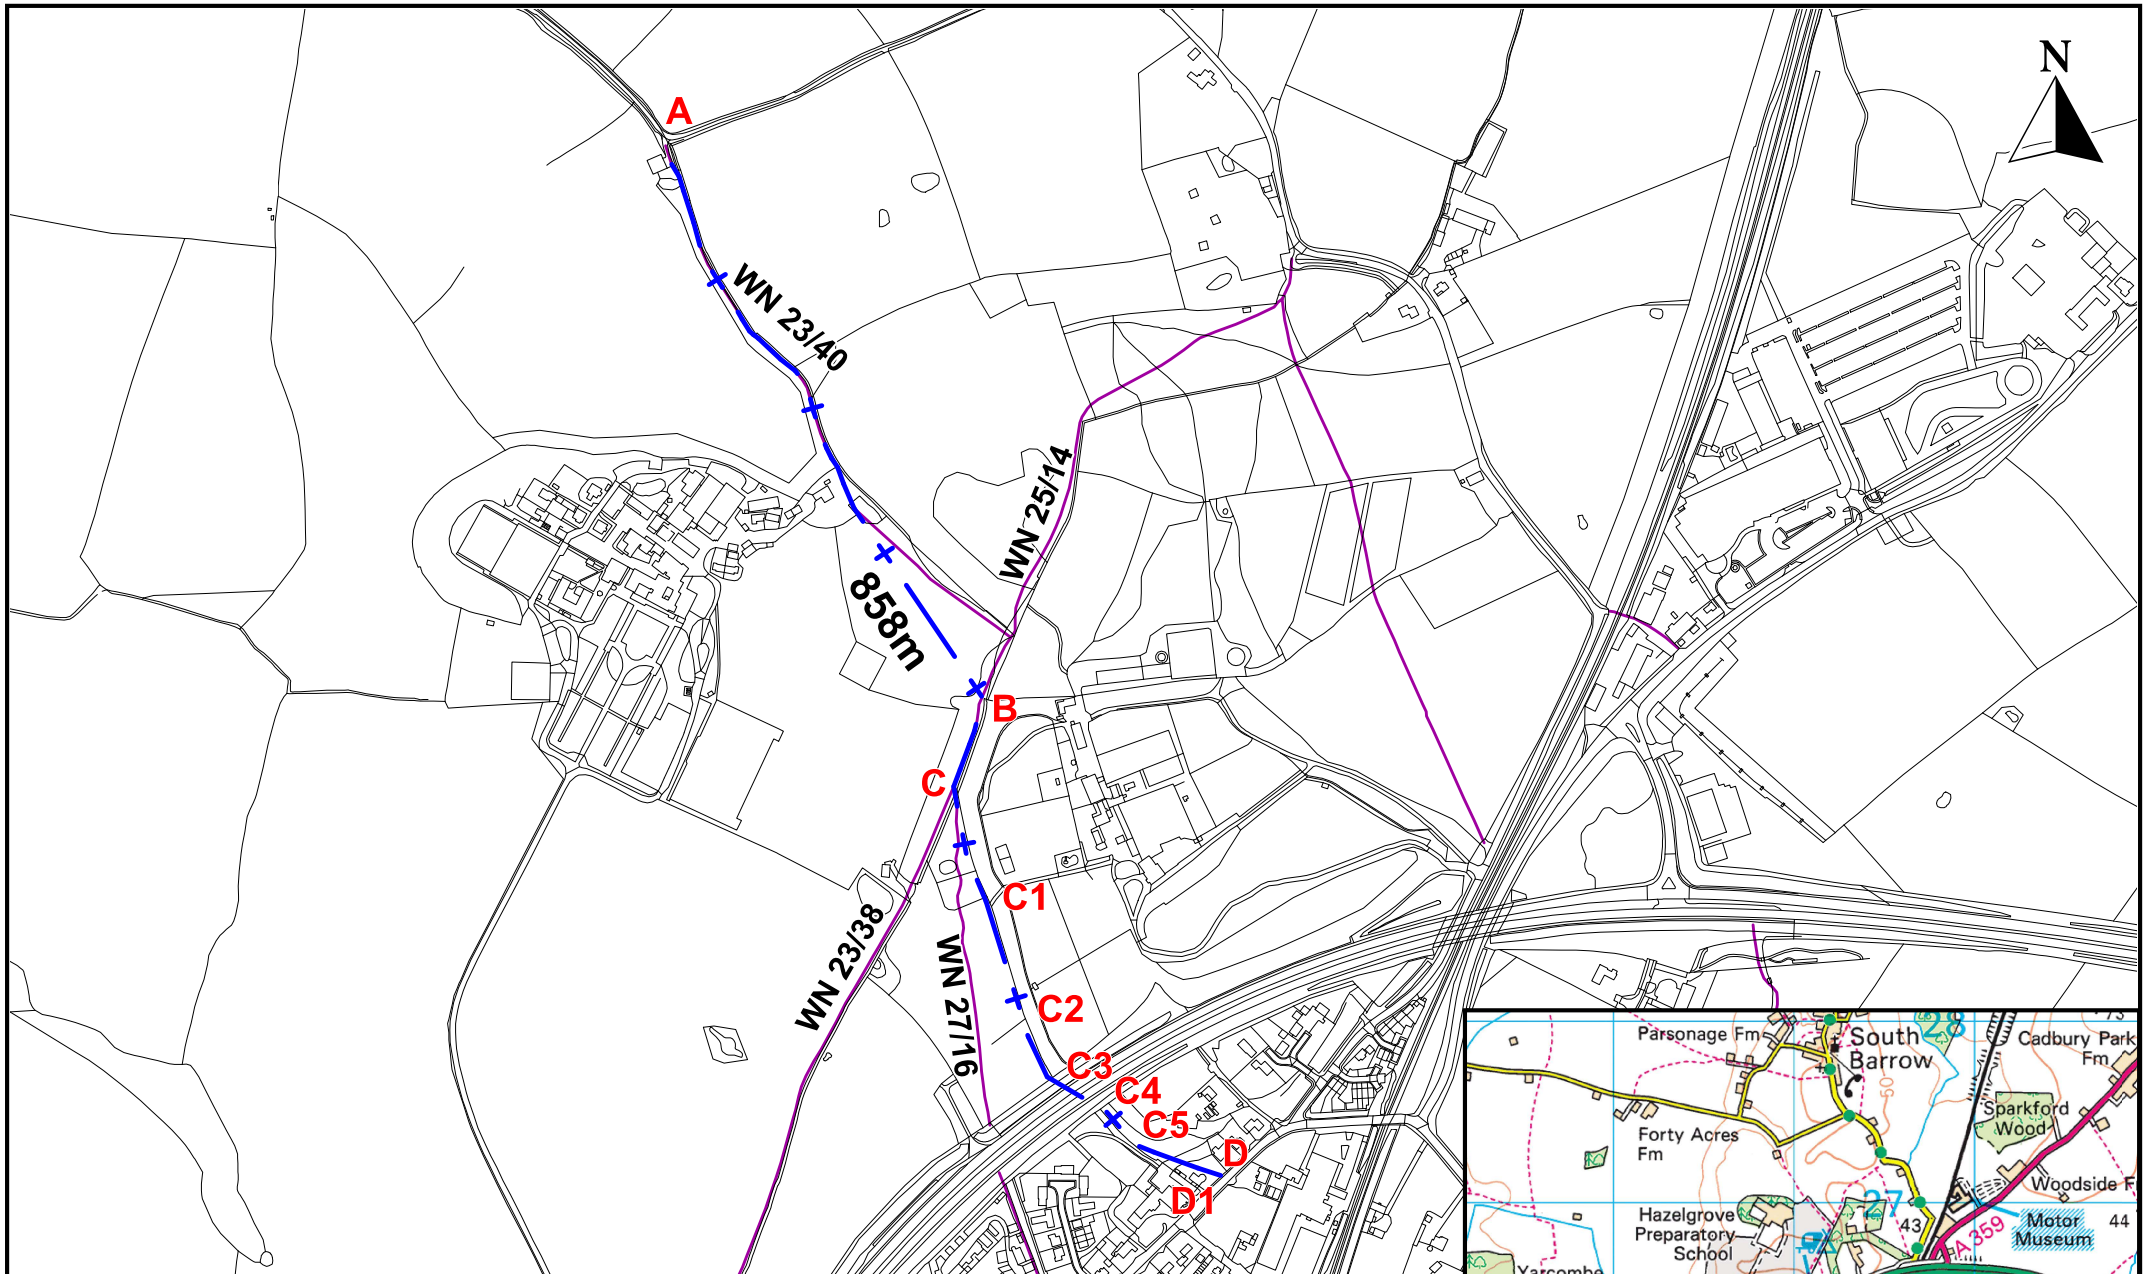 N
A
WN 23/40
WN 25/14
858m
B
C
C1
WN 23/38
WN 27/16
C2
C3
C4
C5
D
D1
Parsonage Fm
South
Barrow
28
Cadbury Park
Fm
50
Sparkford
Wood
Forty Acres
Fm
Woodside F
Hazelgrove
Preparatory
School
27
43
A 359
Motor
Museum
44
Yarcombe